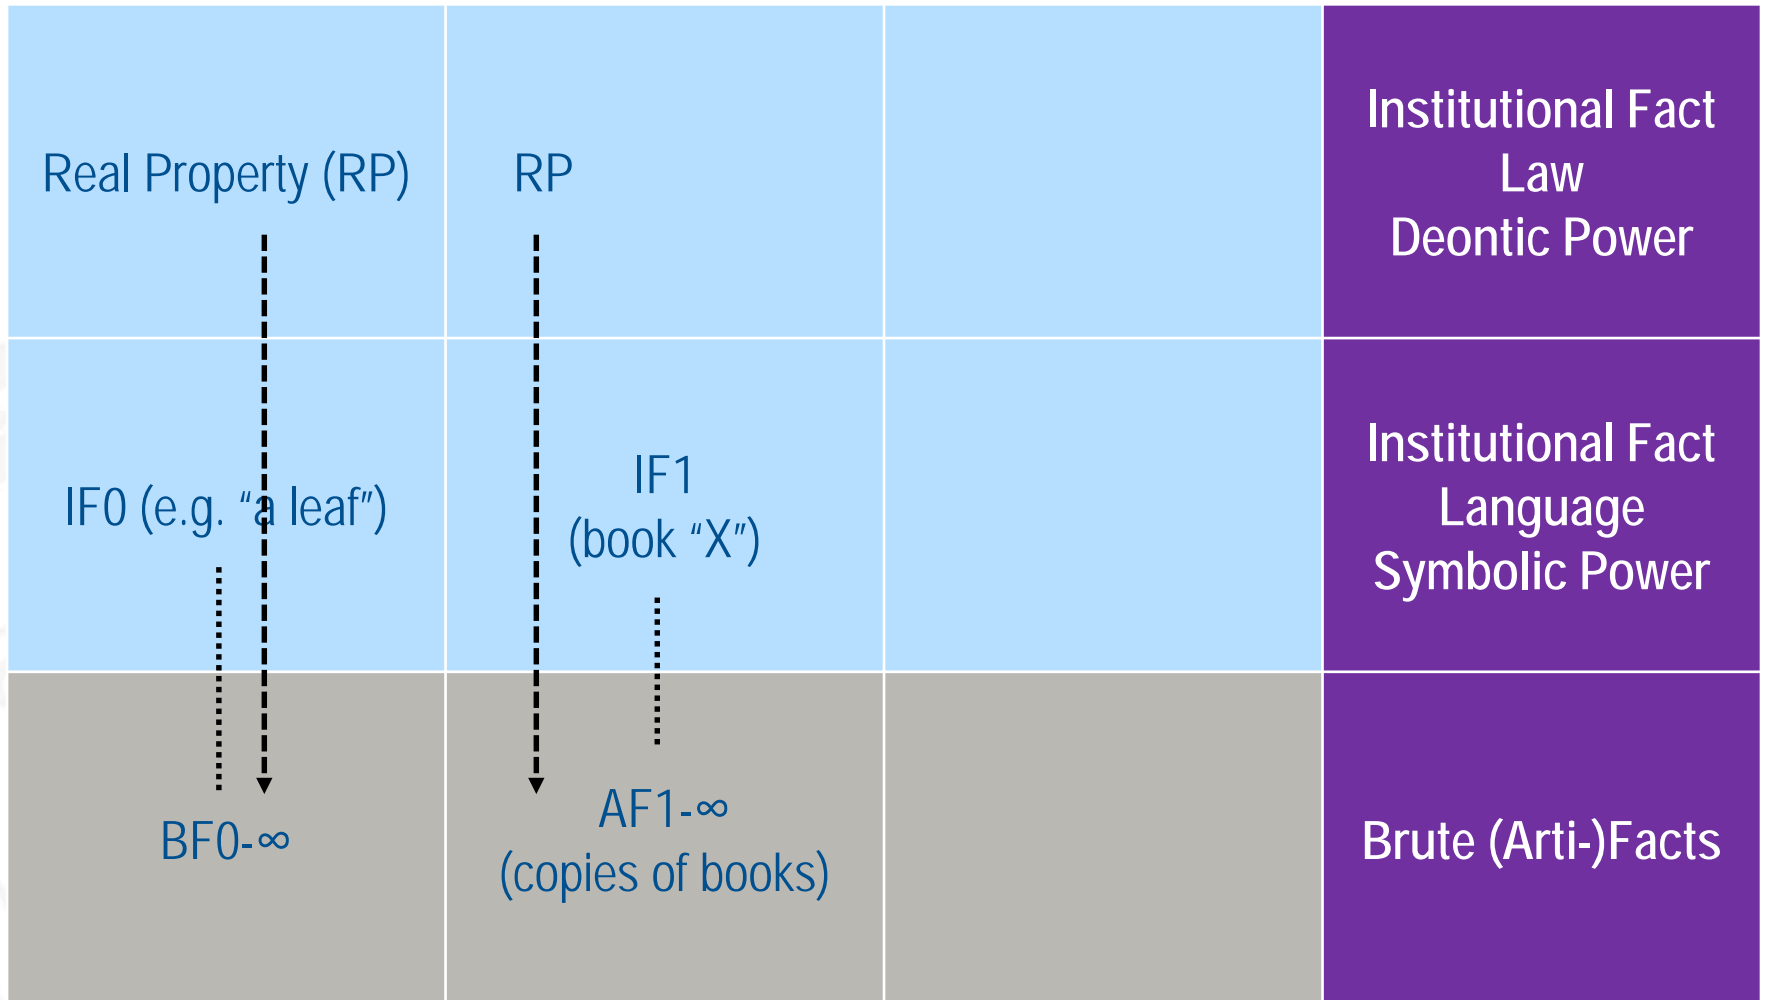 Real Property (RP)
RP
Institutional Fact
Law
Deontic Power
IF0 (e.g. “a leaf”)
IF1
(book “X”)
Institutional Fact
Language
Symbolic Power
BF0-∞
AF1-∞
(copies of books)
Brute (Arti-)Facts